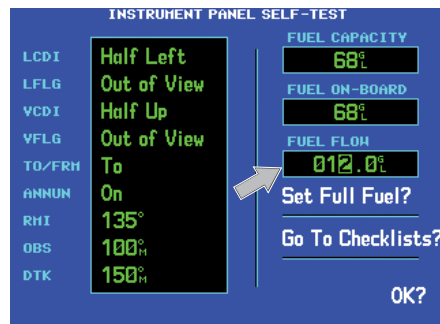 INSTRUMENT PANEL SELF-TEST
LCDI Half Left
LFLG Out of View
VCDI Half Up
VFLG Out of View
TO/FRM To
ANNUN On
RMI 135°
OBS 100°M
DTK 150°M
FUEL CAPACITY
68GL
FUEL ON-BOARD
68GL
FUEL FLOW
012.0GL
Set Full Fuel?
Go To Checklists?
OK?